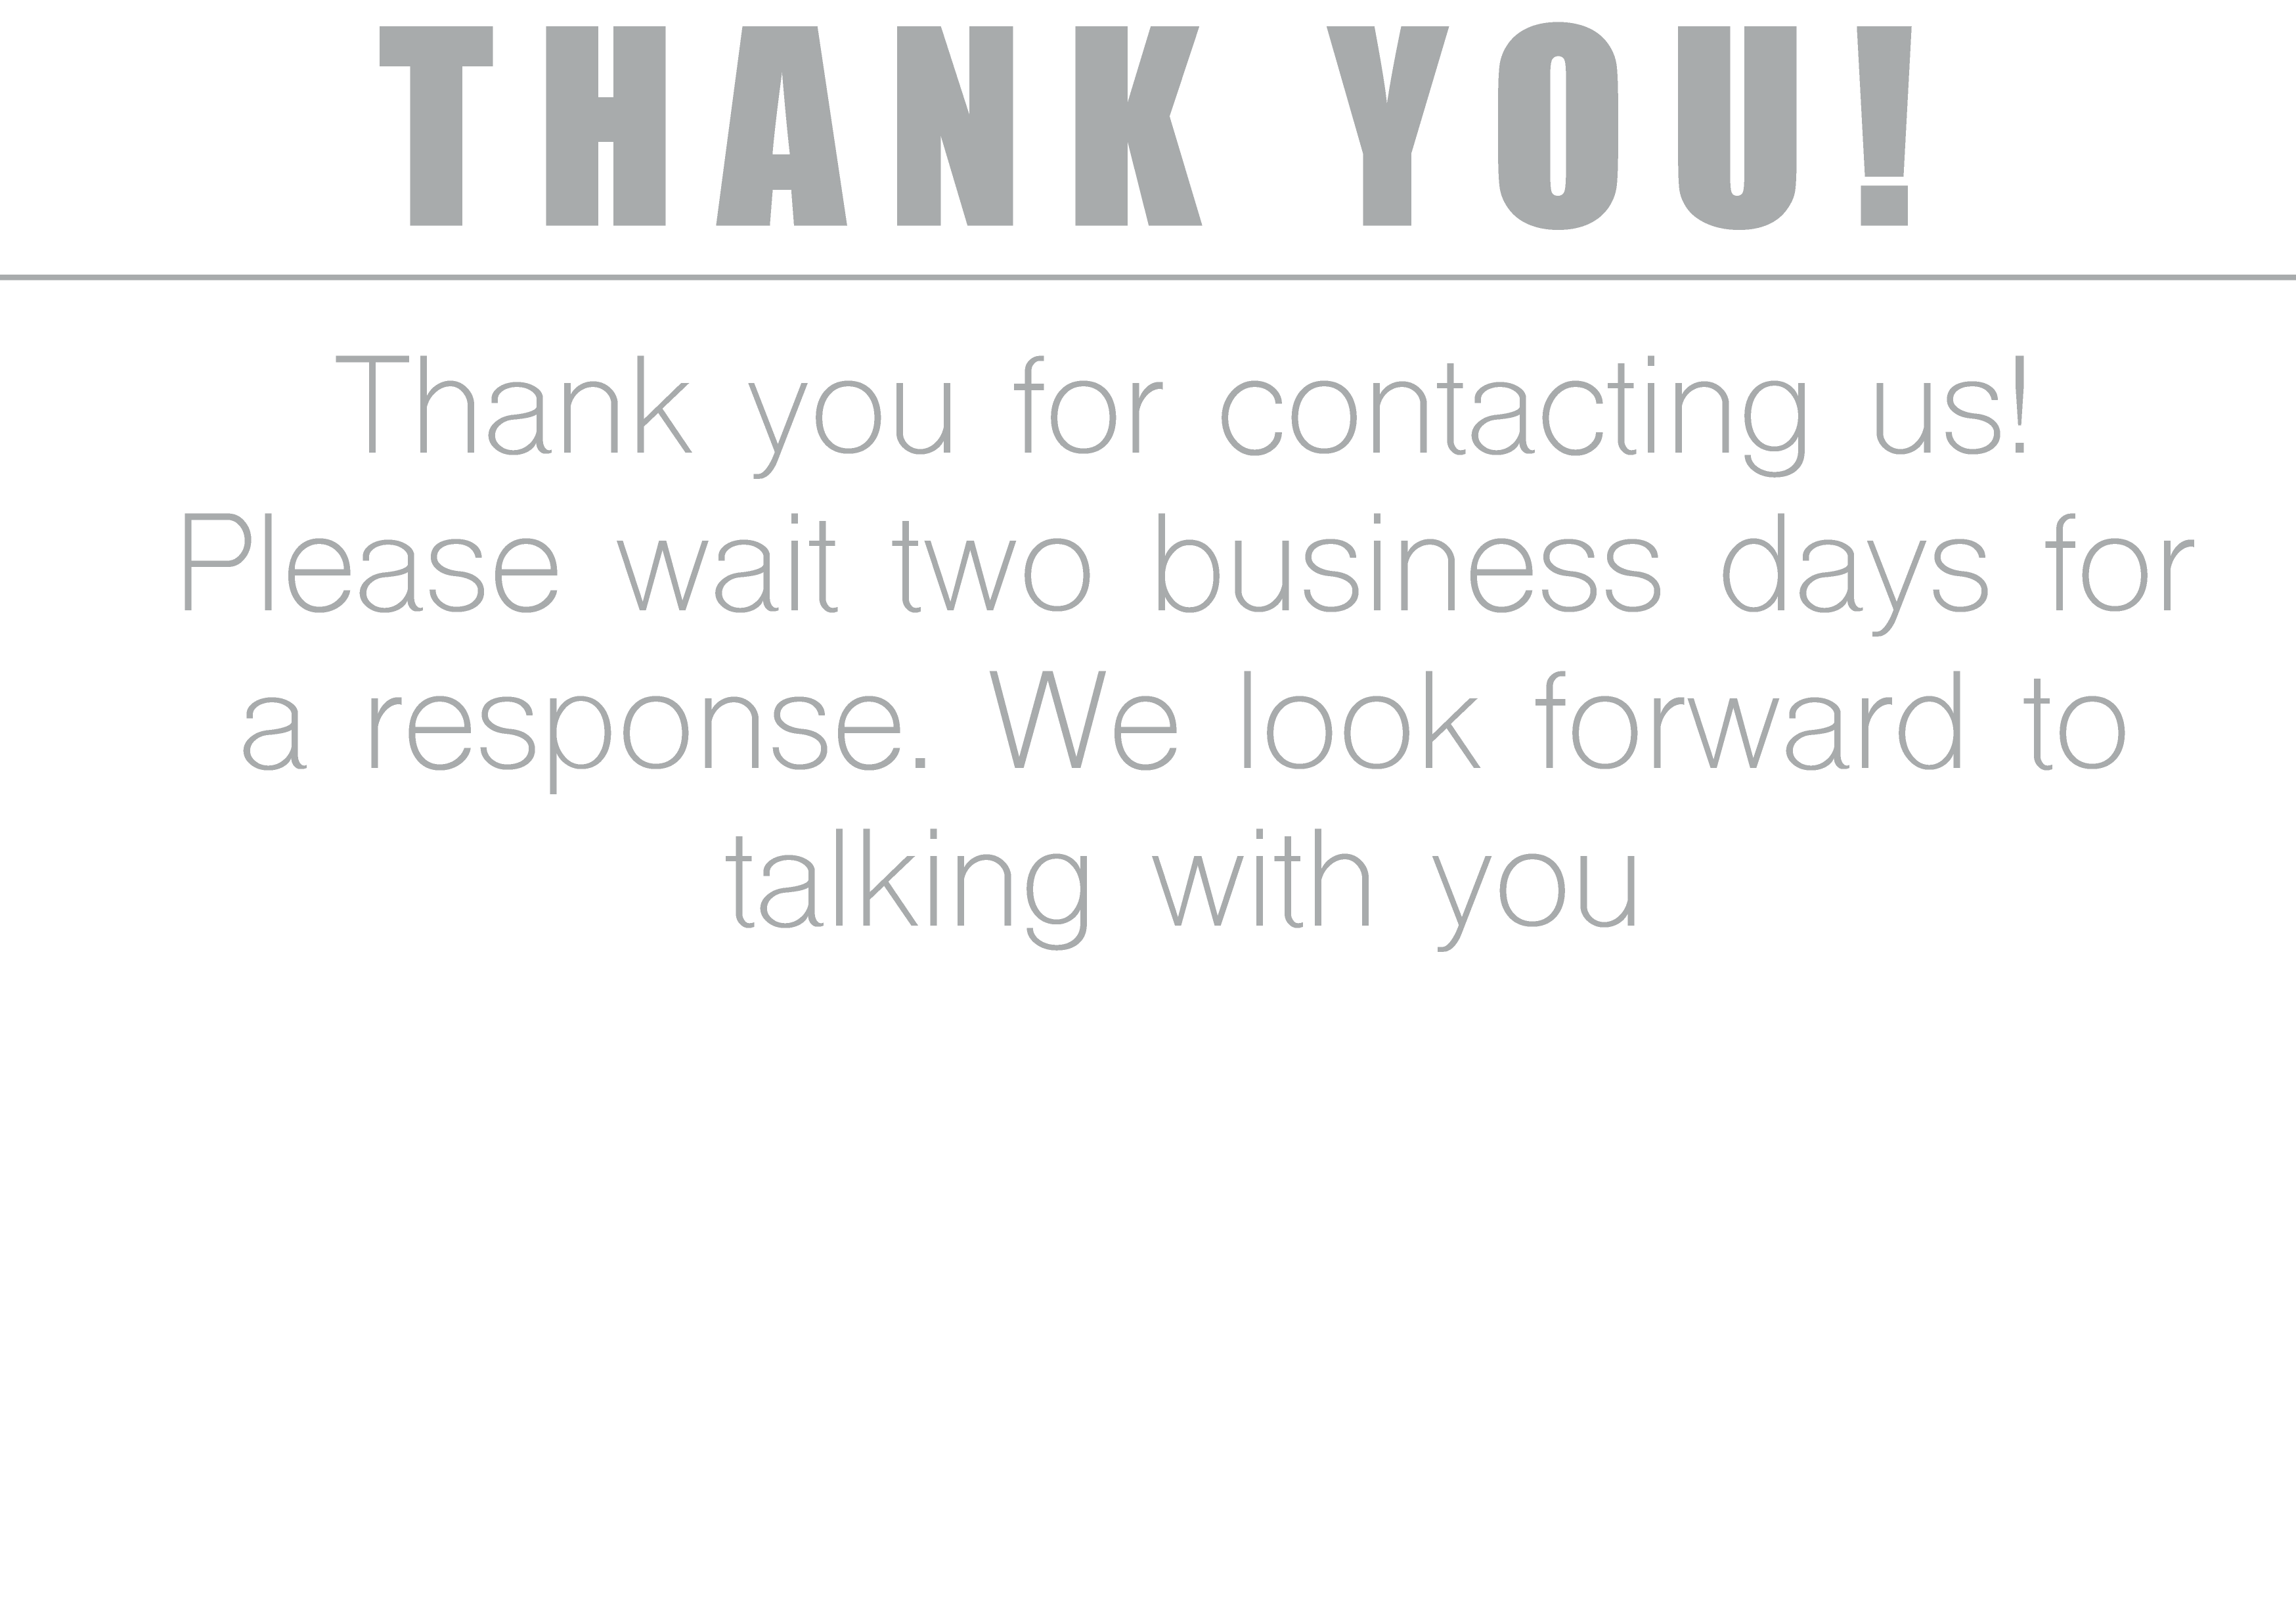 THANK YOU!
Thank you for contacting us!
Please wait two business days for
a response. We look forward to
talking with you